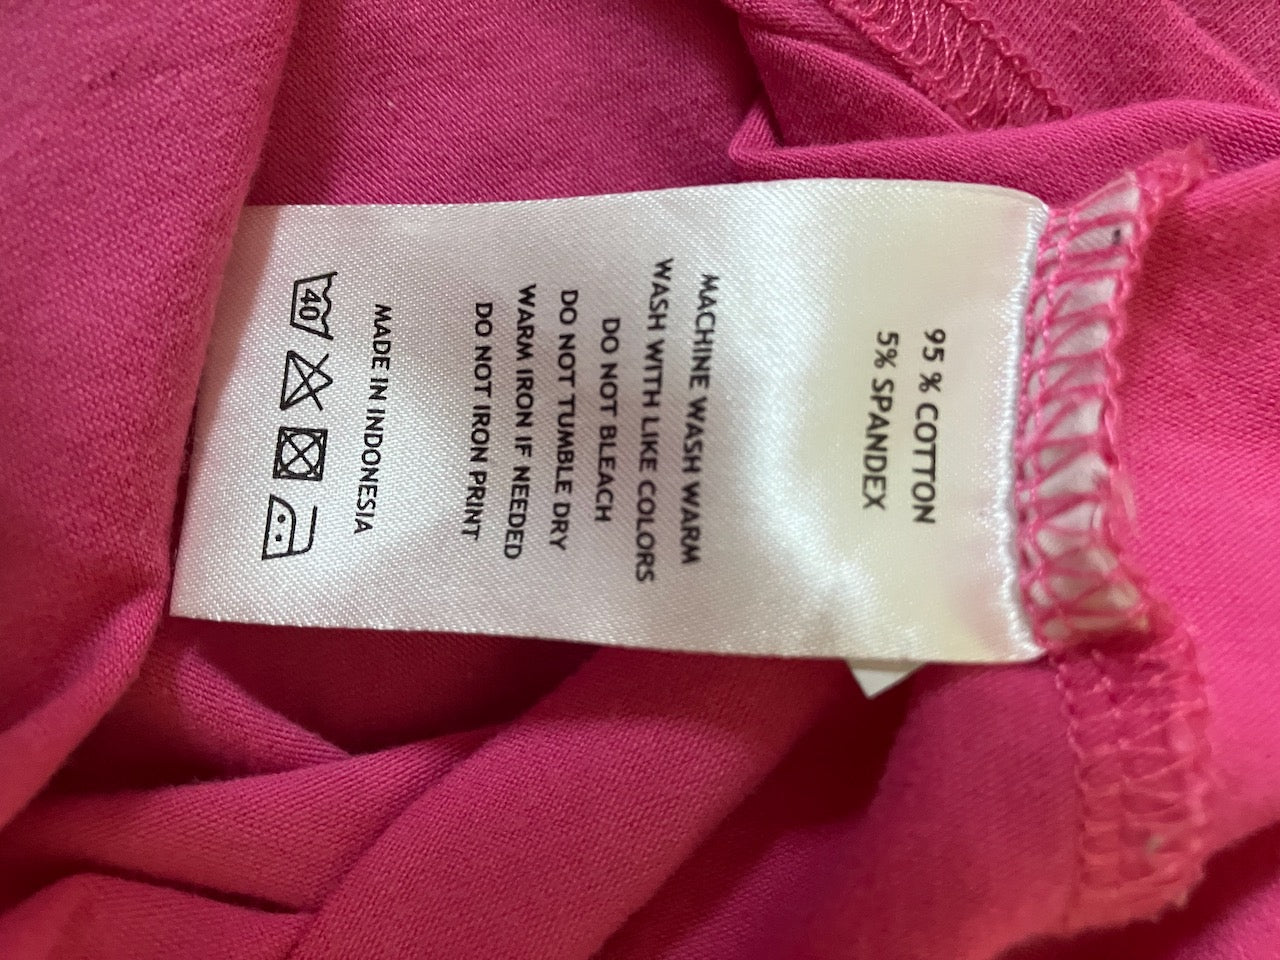 95 % COTTON
5% SPANDEX
MACHINE WASH WARM
WASH WITH LIKE COLORS
DO NOT BLEACH
DO NOT TUMBLE DRY
WARM IRON IF NEEDED
DO NOT IRON PRINT
MADE IN INDONESIA
40